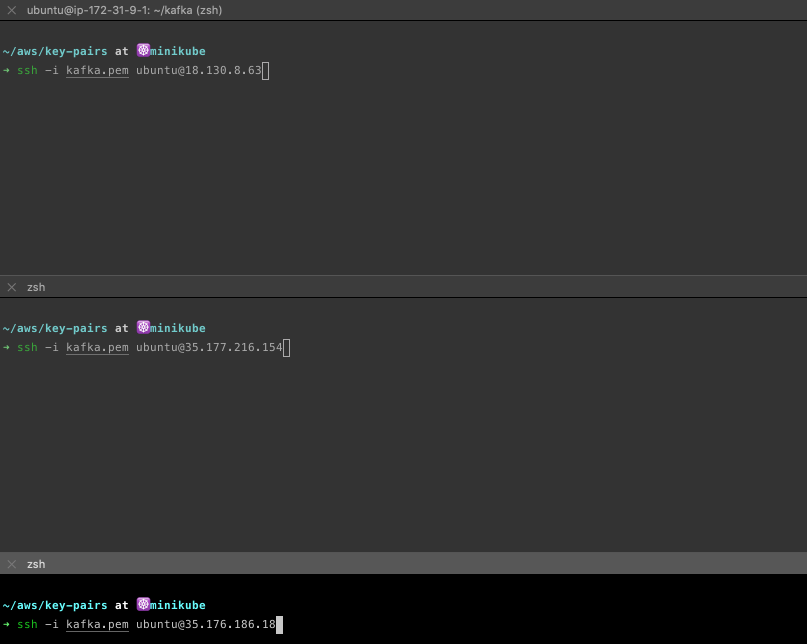 ubuntu@ip-172-31-9-1: ~/kafka (zsh)
~/aws/key-pairs at minikube
→ ssh -i kafka.pem ubuntu@18.130.8.63
zsh
~/aws/key-pairs at minikube
→ ssh -i kafka.pem ubuntu@35.177.216.154
zsh
~/aws/key-pairs at minikube
→ ssh -i kafka.pem ubuntu@35.176.186.18